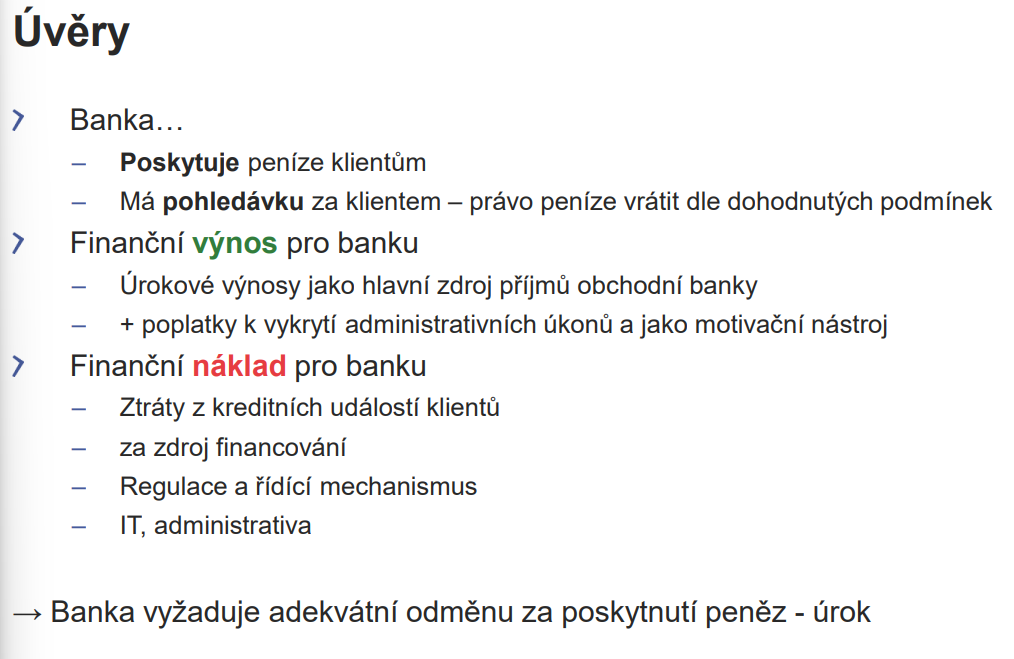 Úvěry
Banka…
– Poskytuje peníze klientům
– Má pohledávku za klientem – právo peníze vrátit dle dohodnutých podmínek
Finanční výnos pro banku
– Úrokové výnosy jako hlavní zdroj příjmů obchodní banky
– + poplatky k vykrytí administrativních úkonů a jako motivační nástroj
Finanční náklad pro banku
– Ztráty z kreditních událostí klientů
– za zdroj financování
– Regulace a řídící mechanismus
– IT, administrativa
→ Banka vyžaduje adekvátní odměnu za poskytnutí peněz - úrok